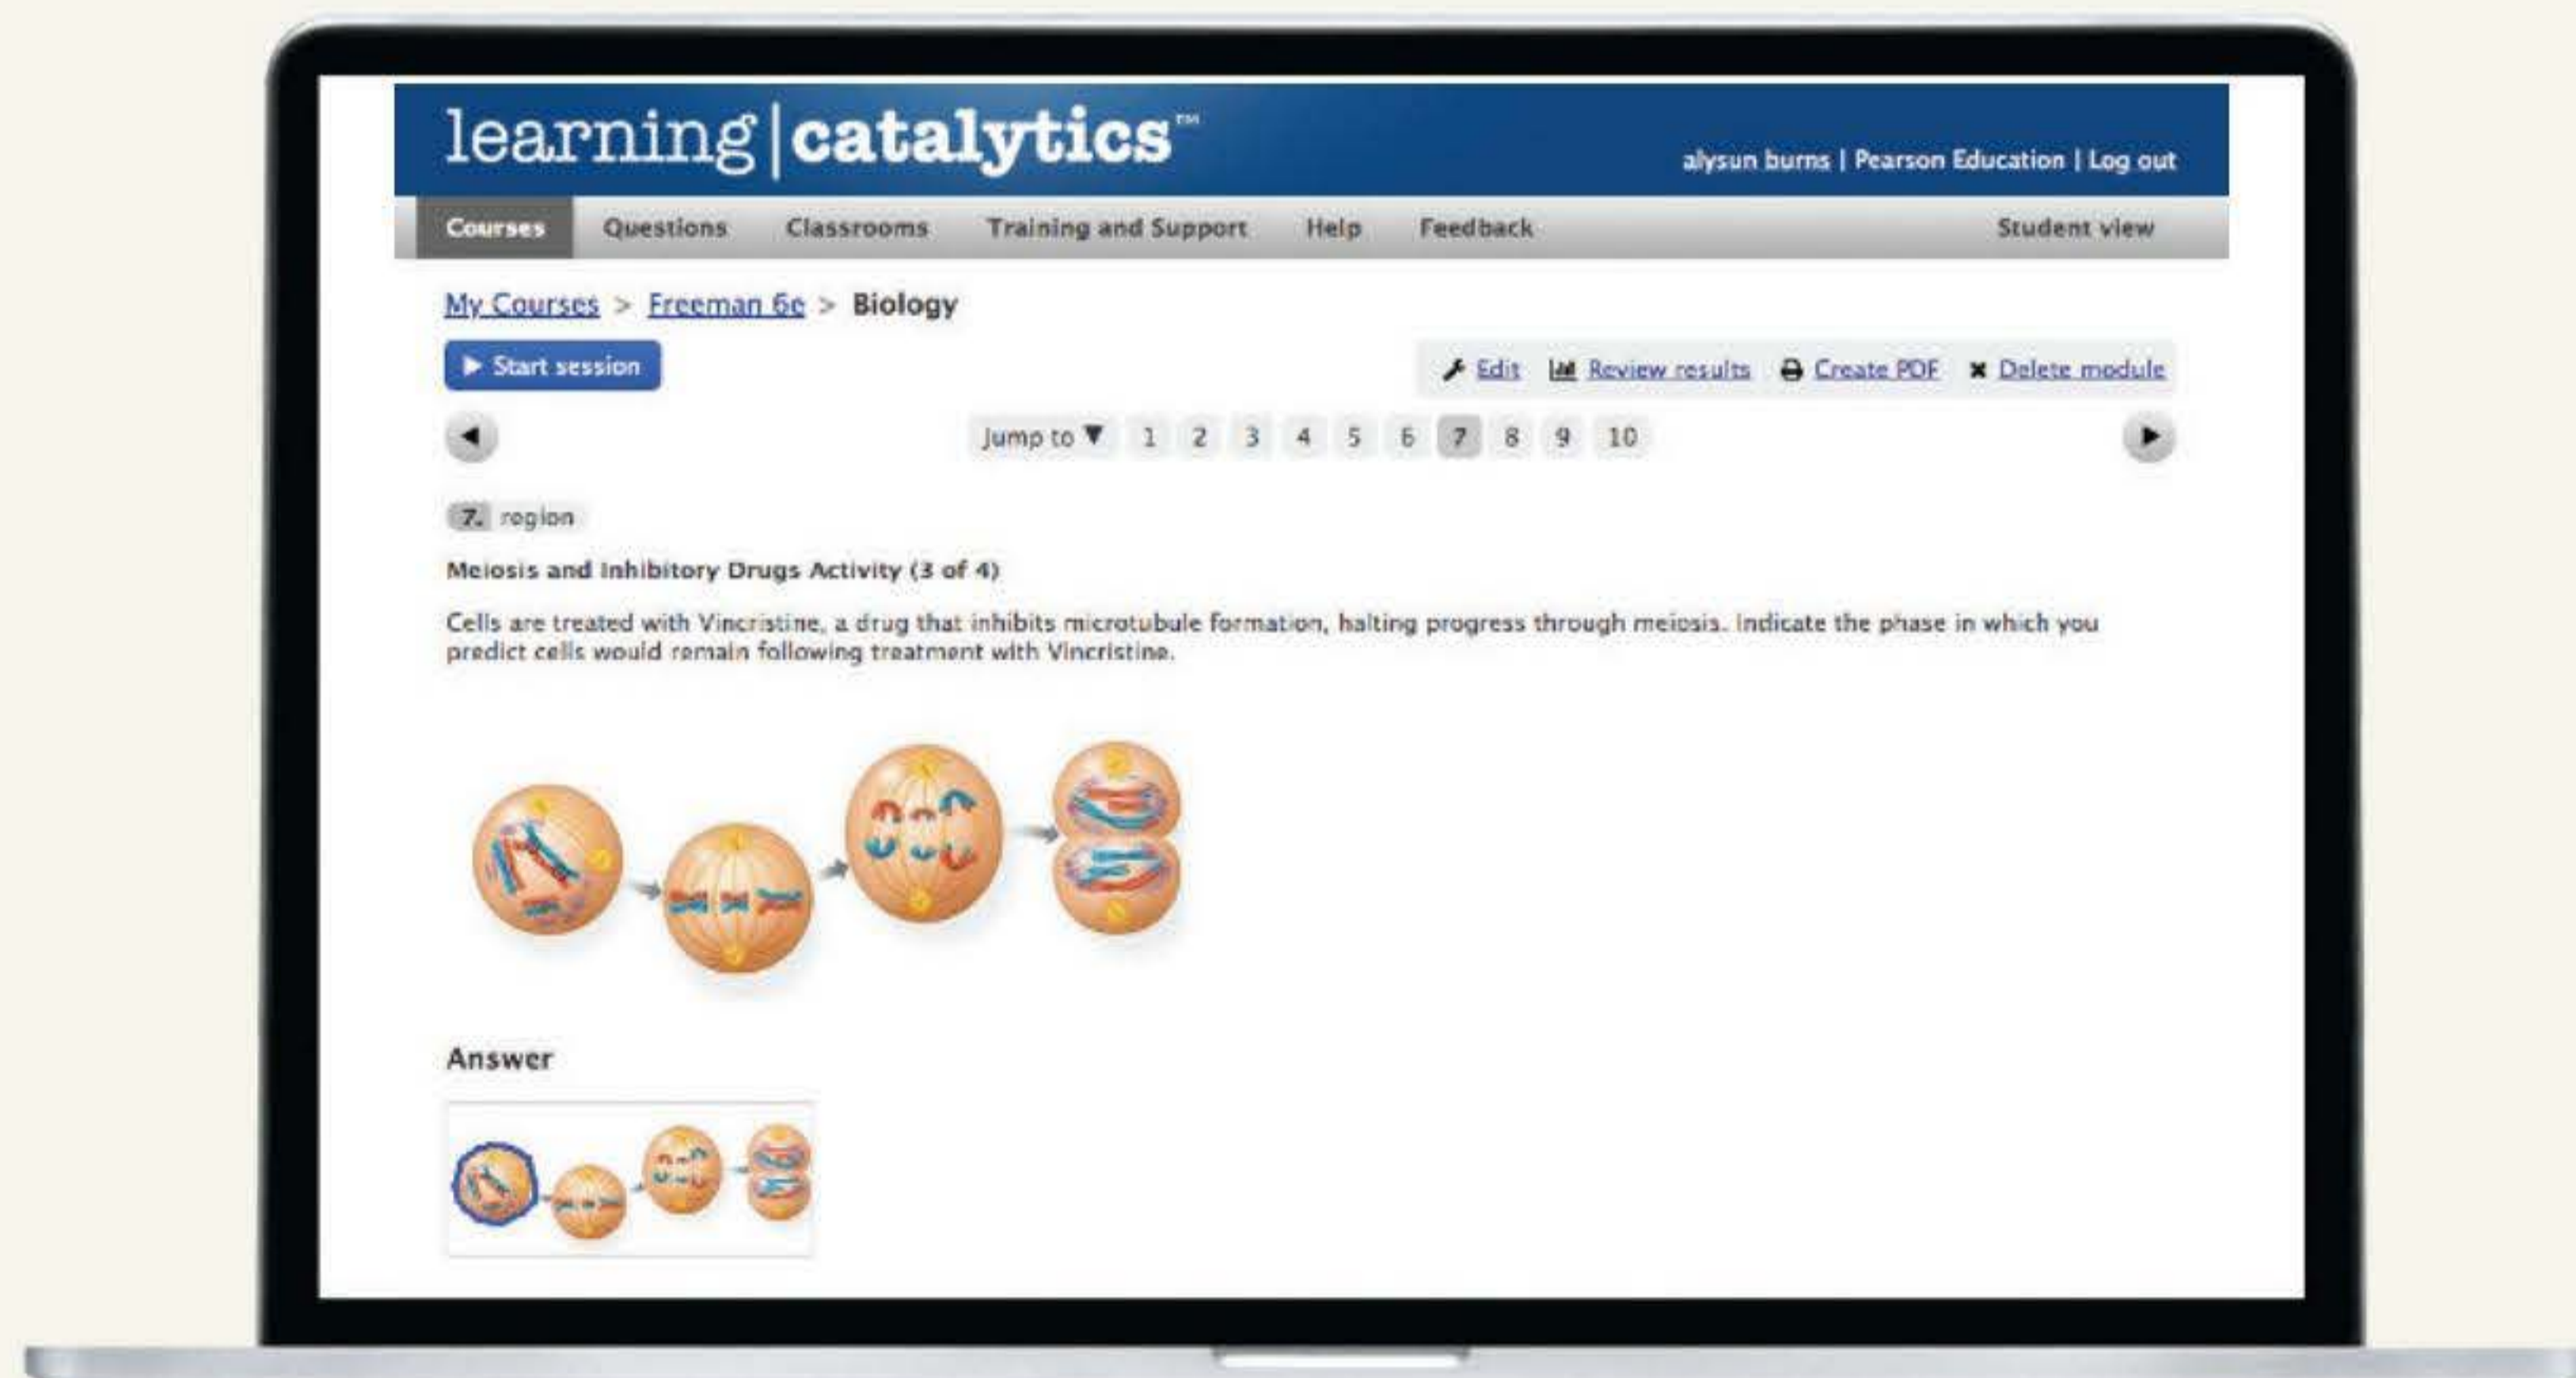 learning|catalytics™
alysun burns | Pearson Education | Log out
Courses Questions Classrooms Training and Support Help Feedback Student view
My Courses > Freeman 6e > Biology
Start session
Edit Review results Create PDF Delete module
Jump to ▼ 1 2 3 4 5 6 7 8 9 10
7. region
Meiosis and Inhibitory Drugs Activity (3 of 4)
Cells are treated with Vincristine, a drug that inhibits microtubule formation, halting progress through meiosis. Indicate the phase in which you
predict cells would remain following treatment with Vincristine.
Answer